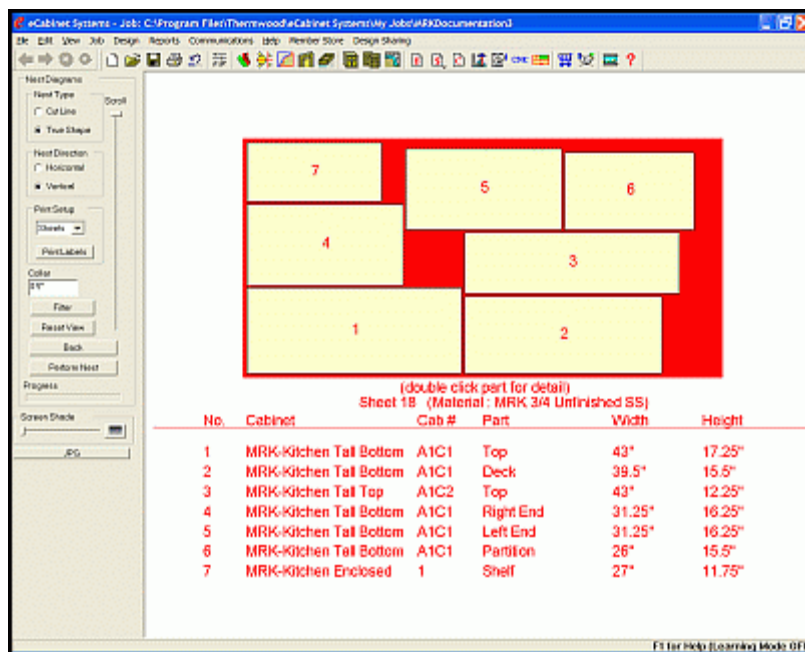 eCabinet Systems - Job: C:\Program Files\Thermwood\eCabinet Systems\My Jobs\MRKDocumentation3
File Edit View Job Design Reports Communications Help Member Store Design Sharing
Nest Diagrams
Nest Type
Scroll
Cut Line
True Shape
Nest Direction
Horizontal
Vertical
Print Setup
Sheets
Print Labels
Collar
Filter
Reset View
Back
Perform Nest
Progress
Screen Shade
JPG
7
5
6
4
3
1
2
(double click part for detail)
Sheet 18 (Material : MRK 3/4 Unfinished SS)
No. Cabinet Cab # Part Width Height
1 MRK-Kitchen Tall Bottom A1C1 Top 43" 17.25"
2 MRK-Kitchen Tall Bottom A1C1 Deck 39.5" 15.5"
3 MRK-Kitchen Tall Top A1C2 Top 43" 12.25"
4 MRK-Kitchen Tall Bottom A1C1 Right End 31.25" 16.25"
5 MRK-Kitchen Tall Bottom A1C1 Left End 31.25" 16.25"
6 MRK-Kitchen Tall Bottom A1C1 Partition 26" 15.5"
7 MRK-Kitchen Enclosed 1 Shelf 27" 11.75"
F1 for Help (Learning Mode OFF